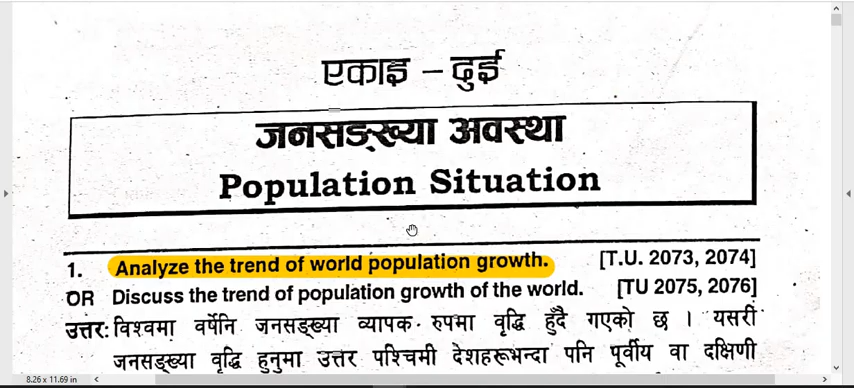 एकाइ – दुई
जनसङ्ख्या अवस्था
Population Situation
1. Analyze the trend of world population growth. [T.U. 2073, 2074]
OR Discuss the trend of population growth of the world. [TU 2075, 2076]
उत्तर: विश्वमा वर्षेनि जनसङ्ख्या व्यापक रुपमा वृद्धि हुँदै गएको छ । यसरी
जनसङ्ख्या वृद्धि हुनुमा उत्तर पश्चिमी देशहरूभन्दा पनि पूर्वीय वा दक्षिणी
8.26 x 11.69 in